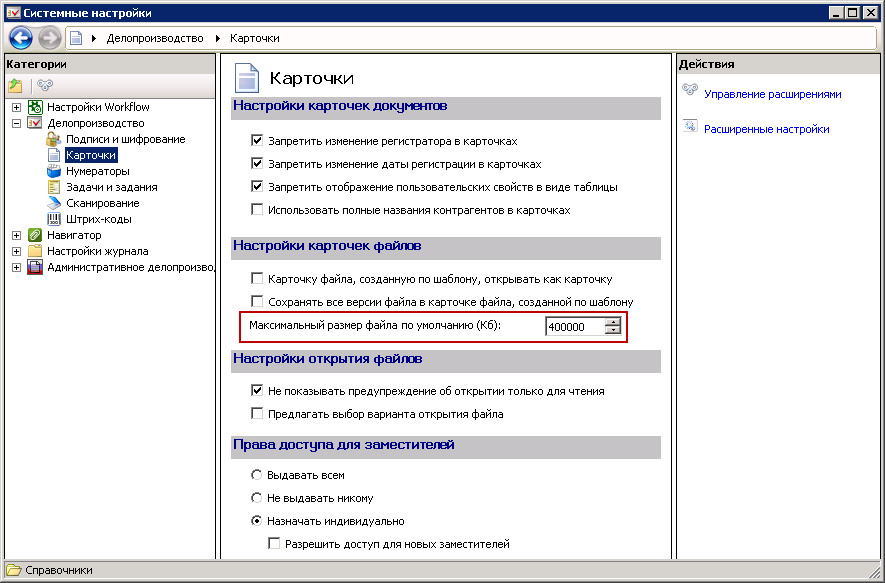 Системные настройки
Делопроизводство
Карточки
Категории
Настройки Workflow
Делопроизводство
Подписи и шифрование
Карточки
Нумераторы
Задачи и задания
Сканирование
Штрих-коды
Навигатор
Настройки журнала
Административное делопроизво
Карточки
Настройки карточек документов
Запретить изменение регистратора в карточках
Запретить изменение даты регистрации в карточках
Запретить отображение пользовательских свойств в виде таблицы
Использовать полные названия контрагентов в карточках
Настройки карточек файлов
Карточку файла, созданную по шаблону, открывать как карточку
Сохранять все версии файла в карточке файла, созданной по шаблону
Максимальный размер файла по умолчанию (Кб): 400000
Настройки открытия файлов
Не показывать предупреждение об открытии только для чтения
Предлагать выбор варианта открытия файла
Права доступа для заместителей
Выдавать всем
Не выдавать никому
Назначать индивидуально
Разрешить доступ для новых заместителей
Действия
Управление расширениями
Расширенные настройки
Справочники